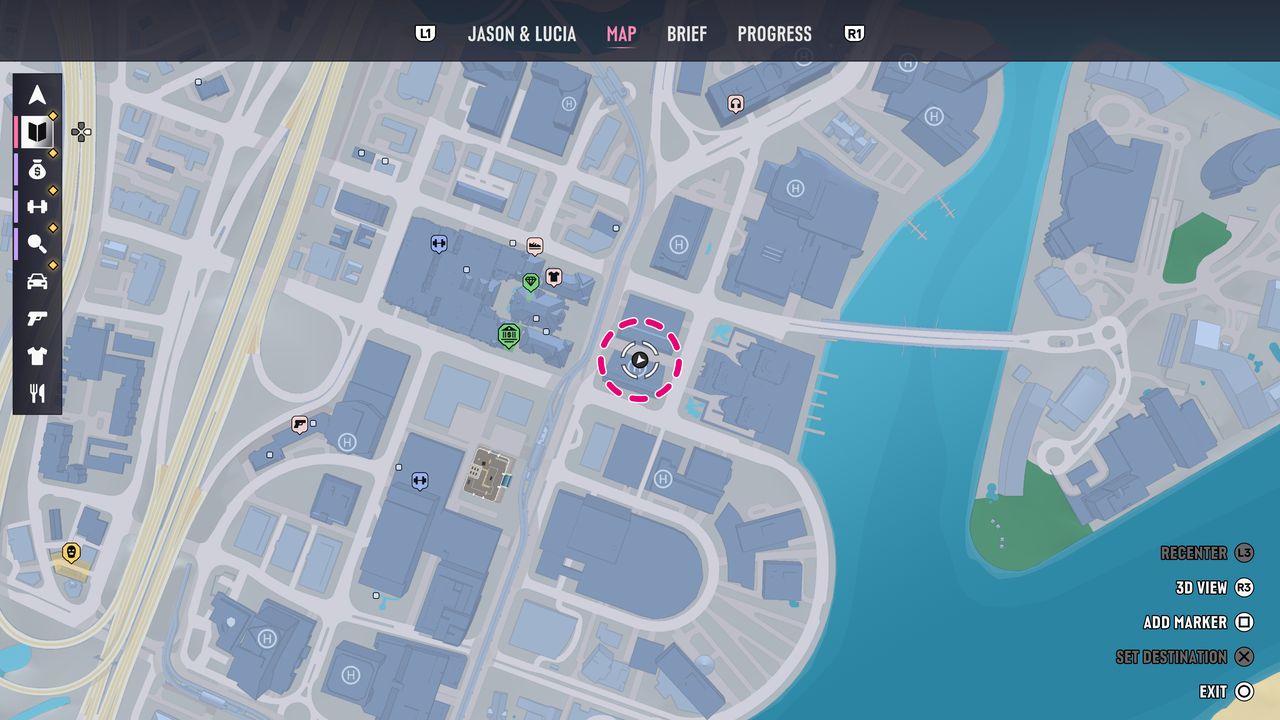 L1 JASON & LUCIA MAP BRIEF PROGRESS R1
H
H
H
H
H
H
H
H
H
H
H
RECENTER L3
3D VIEW R3
ADD MARKER
SET DESTINATION
EXIT